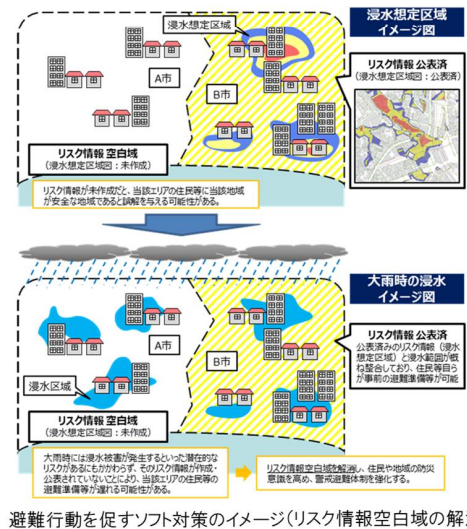 浸水想定区域
浸水想定区域
イメージ図
A市
B市
リスク情報 公表済
(浸水想定区域図:公表済)
リスク情報 空白域
(浸水想定区域図:未作成)
リスク情報が未作成だと、当該エリアの住民等に当該地域
が安全な地域であると誤解を与える可能性がある。
大雨時の浸水
イメージ図
A市
B市
リスク情報 公表済
公表済みのリスク情報(浸水
想定区域)と浸水範囲が概
ね整合しており、住民等自ら
が事前の避難準備等が可能
浸水区域
リスク情報 空白域
(浸水想定区域図:未作成)
大雨時には浸水被害が発生するといった潜在的な
リスクがあるにもかかわらず、そのリスク情報が作成・
公表されていないことにより、当該エリアの住民等の
避難準備等が遅れる可能性がある。
リスク情報空白域を解消し、住民や地域の防災
意識を高め、警戒避難体制を強化する。
避難行動を促すソフト対策のイメージ(リスク情報空白域の解